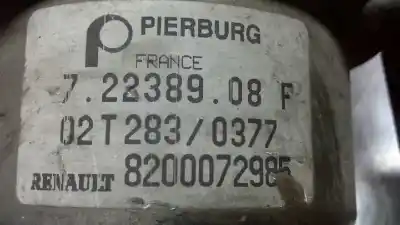 PIERBURG
FRANCE
7.22389.08 F
02T283/0377
RENAULT 8200072985